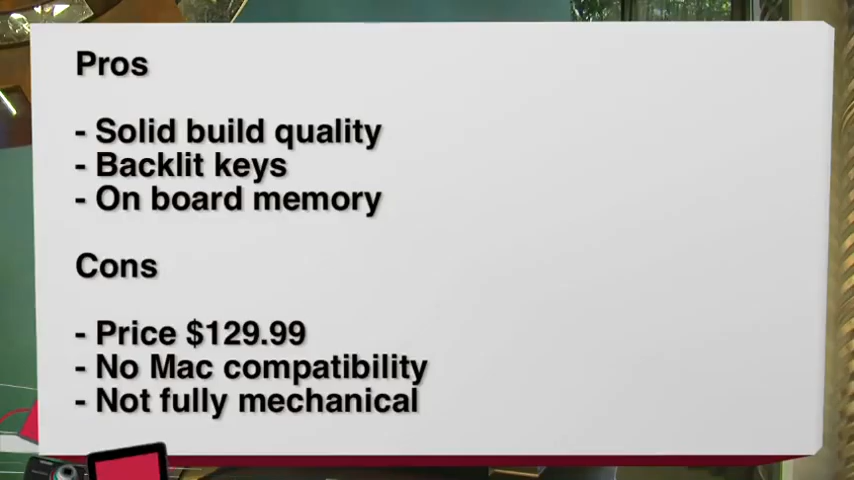 Pros
- Solid build quality
- Backlit keys
- On board memory
Cons
- Price $129.99
- No Mac compatibility
- Not fully mechanical